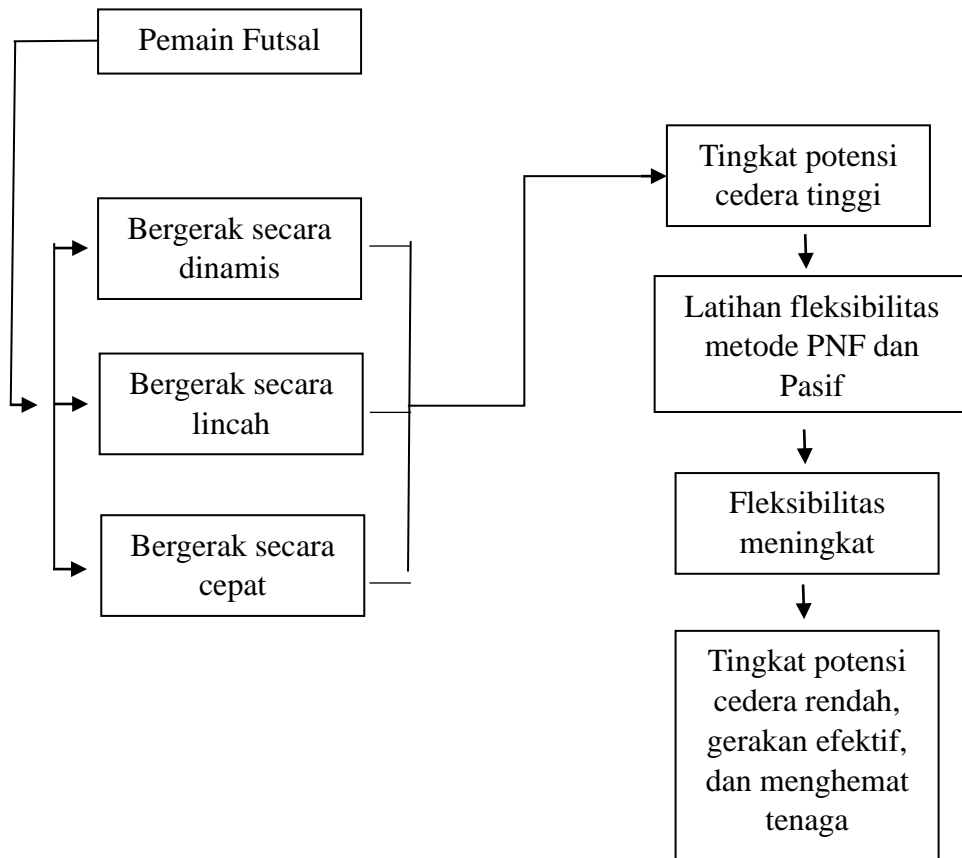 Pemain Futsal
Bergerak secara
dinamis
Bergerak secara
lincah
Bergerak secara
cepat
Tingkat potensi
cedera tinggi
Latihan fleksibilitas
metode PNF dan
Pasif
Fleksibilitas
meningkat
Tingkat potensi
cedera rendah,
gerakan efektif,
dan menghemat
tenaga